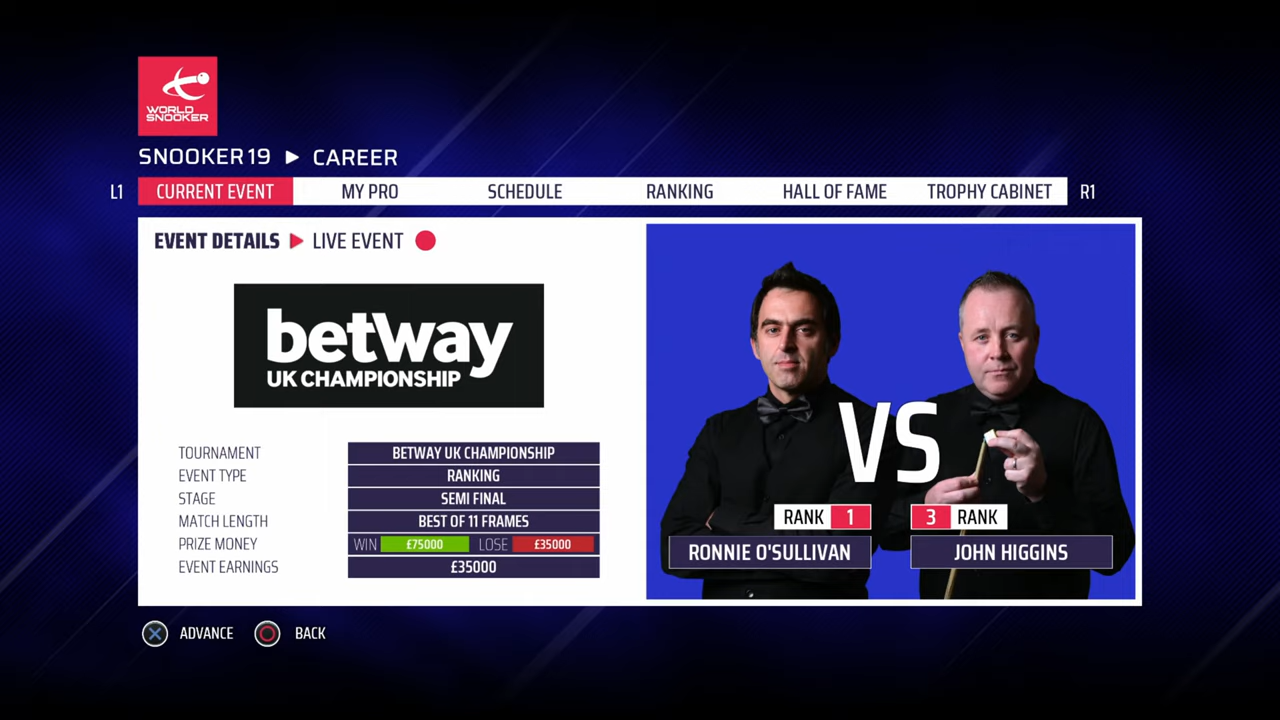 WORLD
SNOOKER
SNOOKER 19 ▶ CAREER
L1 CURRENT EVENT MY PRO SCHEDULE RANKING HALL OF FAME TROPHY CABINET R1
EVENT DETAILS ▶ LIVE EVENT
betway
UK CHAMPIONSHIP
TOURNAMENT BETWAY UK CHAMPIONSHIP
EVENT TYPE RANKING
STAGE SEMI FINAL
MATCH LENGTH BEST OF 11 FRAMES
PRIZE MONEY WIN £75000 LOSE £35000
EVENT EARNINGS £35000
VS
RANK 1 3 RANK
RONNIE O'SULLIVAN JOHN HIGGINS
ADVANCE BACK